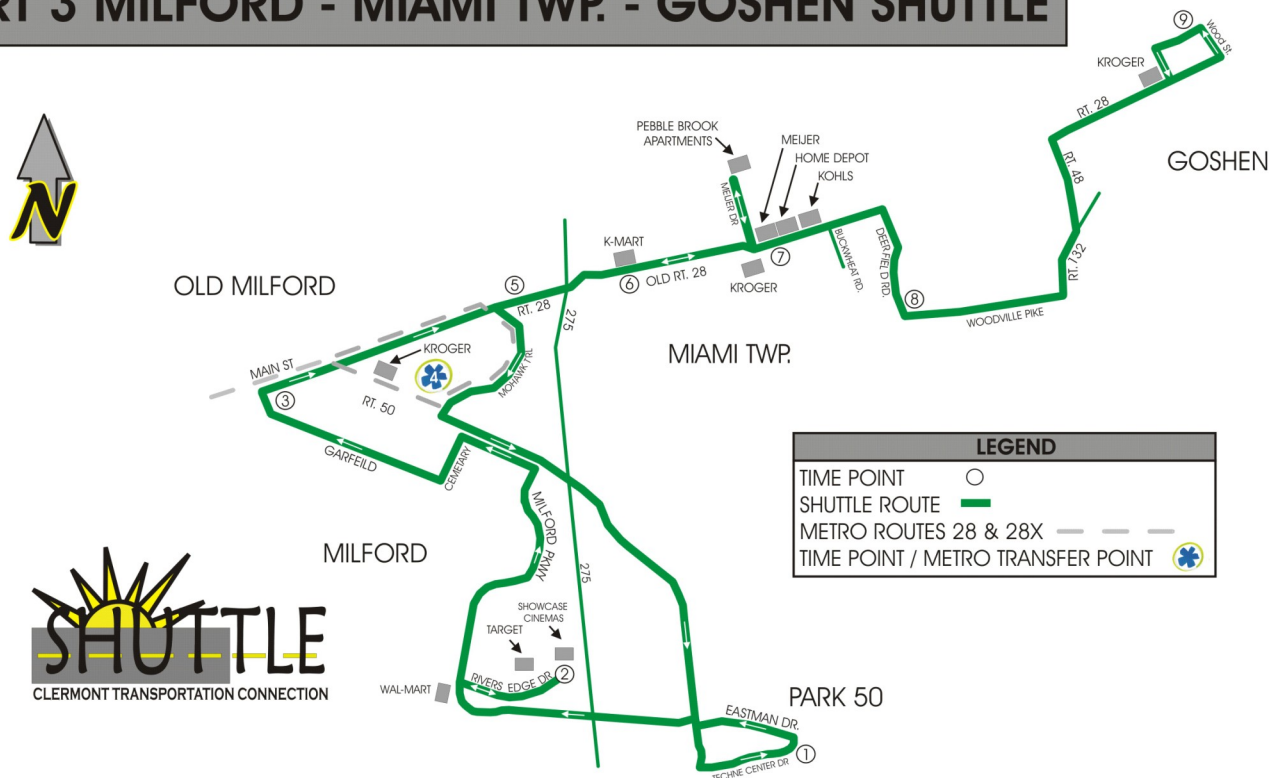 RT 3 MILFORD - MIAMI TWP. - GOSHEN SHUTTLE
9
Wood St.
KROGER
RT. 28
GOSHEN
RT. 48
RT. 132
PEBBLE BROOK
APARTMENTS
MEIJER
HOME DEPOT
KOHLS
MEIJER DR
7
KROGER
BUCKWHEAT RD.
DEER FIEL D RD.
8
WOODVILLE PIKE
K-MART
6
OLD RT. 28
N
OLD MILFORD
5
RT. 28
275
MIAMI TWP.
MAIN ST
KROGER
4
MOHAWK TRL
3
RT. 50
GARFEILD
CEMETARY
LEGEND
TIME POINT
SHUTTLE ROUTE
METRO ROUTES 28 & 28X
TIME POINT / METRO TRANSFER POINT
MILFORD
MILFORD PKWY
275
SHOWCASE
CINEMAS
TARGET
2
RIVERS EDGE DR.
WAL-MART
SHUTTLE
CLERMONT TRANSPORTATION CONNECTION
PARK 50
EASTMAN DR.
1
TECHNE CENTER DR